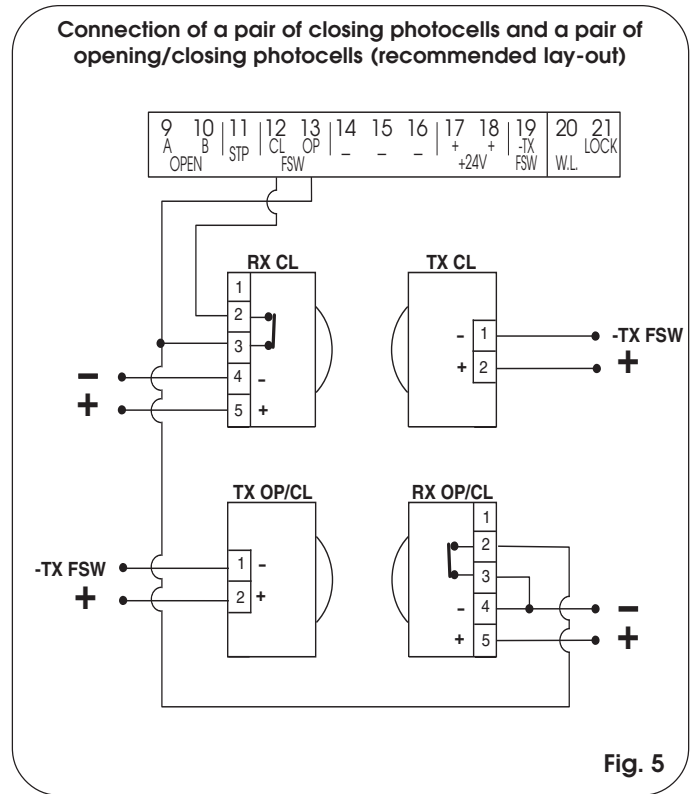 Connection of a pair of closing photocells and a pair of
opening/closing photocells (recommended lay-out)
9 10 11 12 13 14 15 16 17 18 19 20 21
A B STP CL OP – – – + + -TX LOCK
OPEN FSW +24V FSW W.L.
RX CL TX CL
1
2
3
4 -
5 +
- 1 -TX FSW
+ 2 +
-
+
TX OP/CL RX OP/CL
-TX FSW 1 -
+ 2 +
1
2
3
- 4 -
+ 5 +
Fig. 5